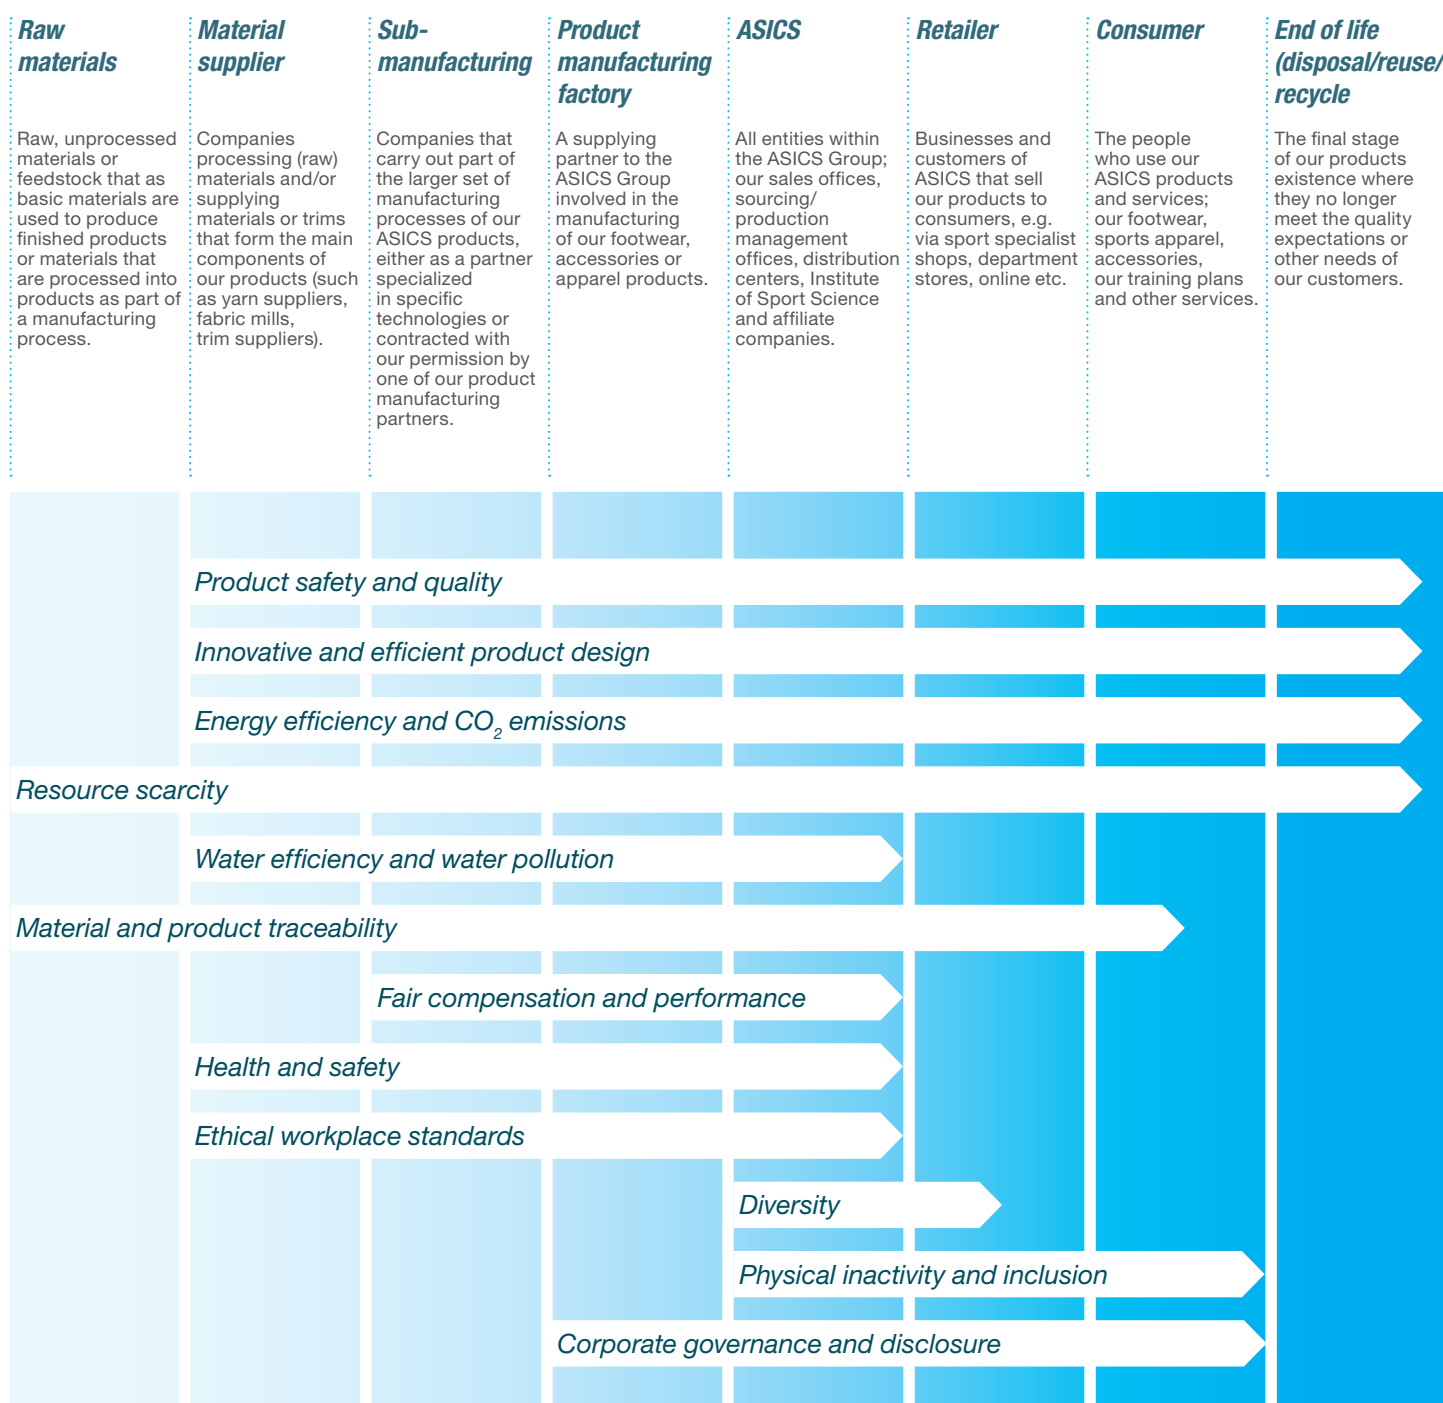 Raw
materials
Raw, unprocessed
materials or
feedstock that as
basic materials are
used to produce
finished products
or materials that
are processed into
products as part of
a manufacturing
process.
Material
supplier
Companies
processing (raw)
materials and/or
supplying
materials or trims
that form the main
components of
our products (such
as yarn suppliers,
fabric mills,
trim suppliers).
Sub-
manufacturing
Companies that
carry out part of
the larger set of
manufacturing
processes of our
ASICS products,
either as a partner
specialized
in specific
technologies or
contracted with
our permission by
one of our product
manufacturing
partners.
Product
manufacturing
factory
A supplying
partner to the
ASICS Group
involved in the
manufacturing
of our footwear,
accessories or
apparel products.
ASICS
All entities within
the ASICS Group;
our sales offices,
sourcing/
production
management
offices, distribution
centers, Institute
of Sport Science
and affiliate
companies.
Retailer
Businesses and
customers of
ASICS that sell
our products to
consumers, e.g.
via sport specialist
shops, department
stores, online etc.
Consumer
The people
who use our
ASICS products
and services;
our footwear,
sports apparel,
accessories,
our training plans
and other services.
End of life
(disposal/reuse/
recycle
The final stage
of our products
existence where
they no longer
meet the quality
expectations or
other needs of
our customers.
Product safety and quality
Innovative and efficient product design
Energy efficiency and CO₂ emissions
Resource scarcity
Water efficiency and water pollution
Material and product traceability
Fair compensation and performance
Health and safety
Ethical workplace standards
Diversity
Physical inactivity and inclusion
Corporate governance and disclosure